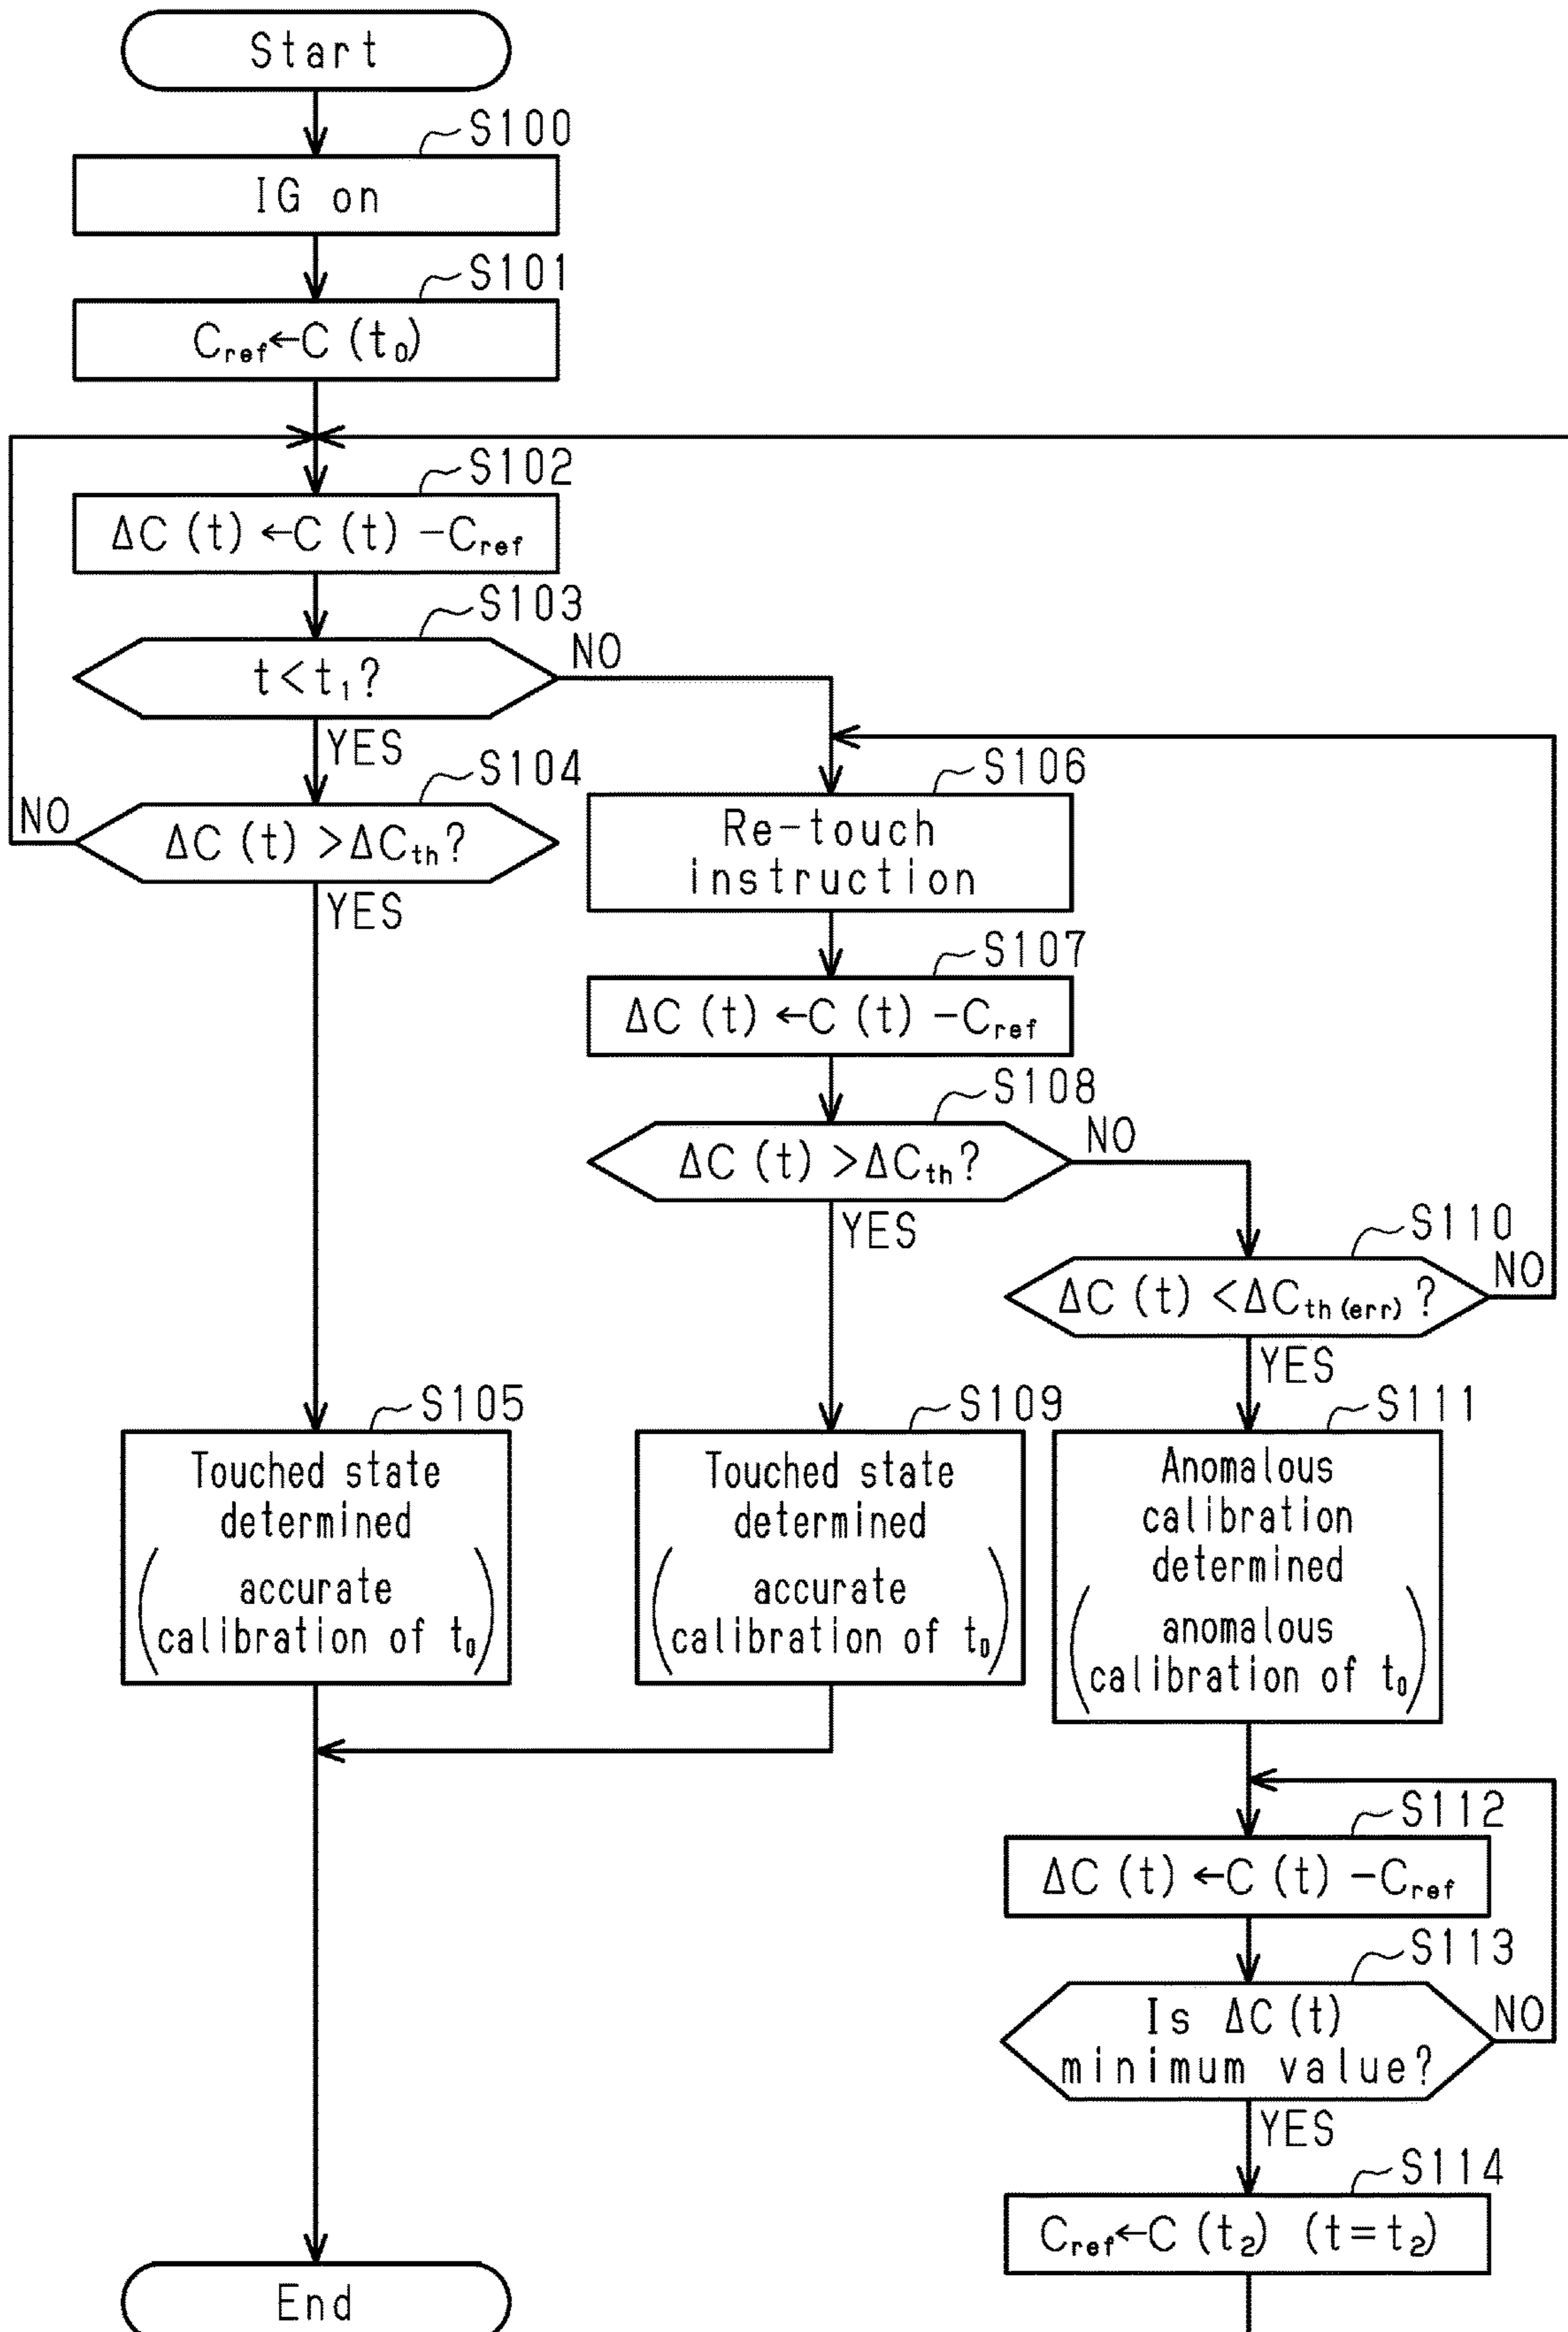 Start
S100
IG on
S101
Cref←C (t0)
S102
ΔC (t) ←C (t) −Cref
S103
t<t1?
NO
YES
S104
NO
ΔC (t) >ΔCth?
YES
S106
Re-touch
instruction
S107
ΔC (t) ←C (t) −Cref
S108
ΔC (t) >ΔCth?
NO
YES
S110
ΔC (t) <ΔCth(err) ?
NO
YES
S105
Touched state
determined
(accurate
calibration of t0)
S109
Touched state
determined
(accurate
calibration of t0)
S111
Anomalous
calibration
determined
(anomalous
calibration of t0)
S112
ΔC (t) ←C (t) −Cref
S113
Is ΔC (t)
minimum value?
NO
YES
S114
Cref←C (t2) (t=t2)
End